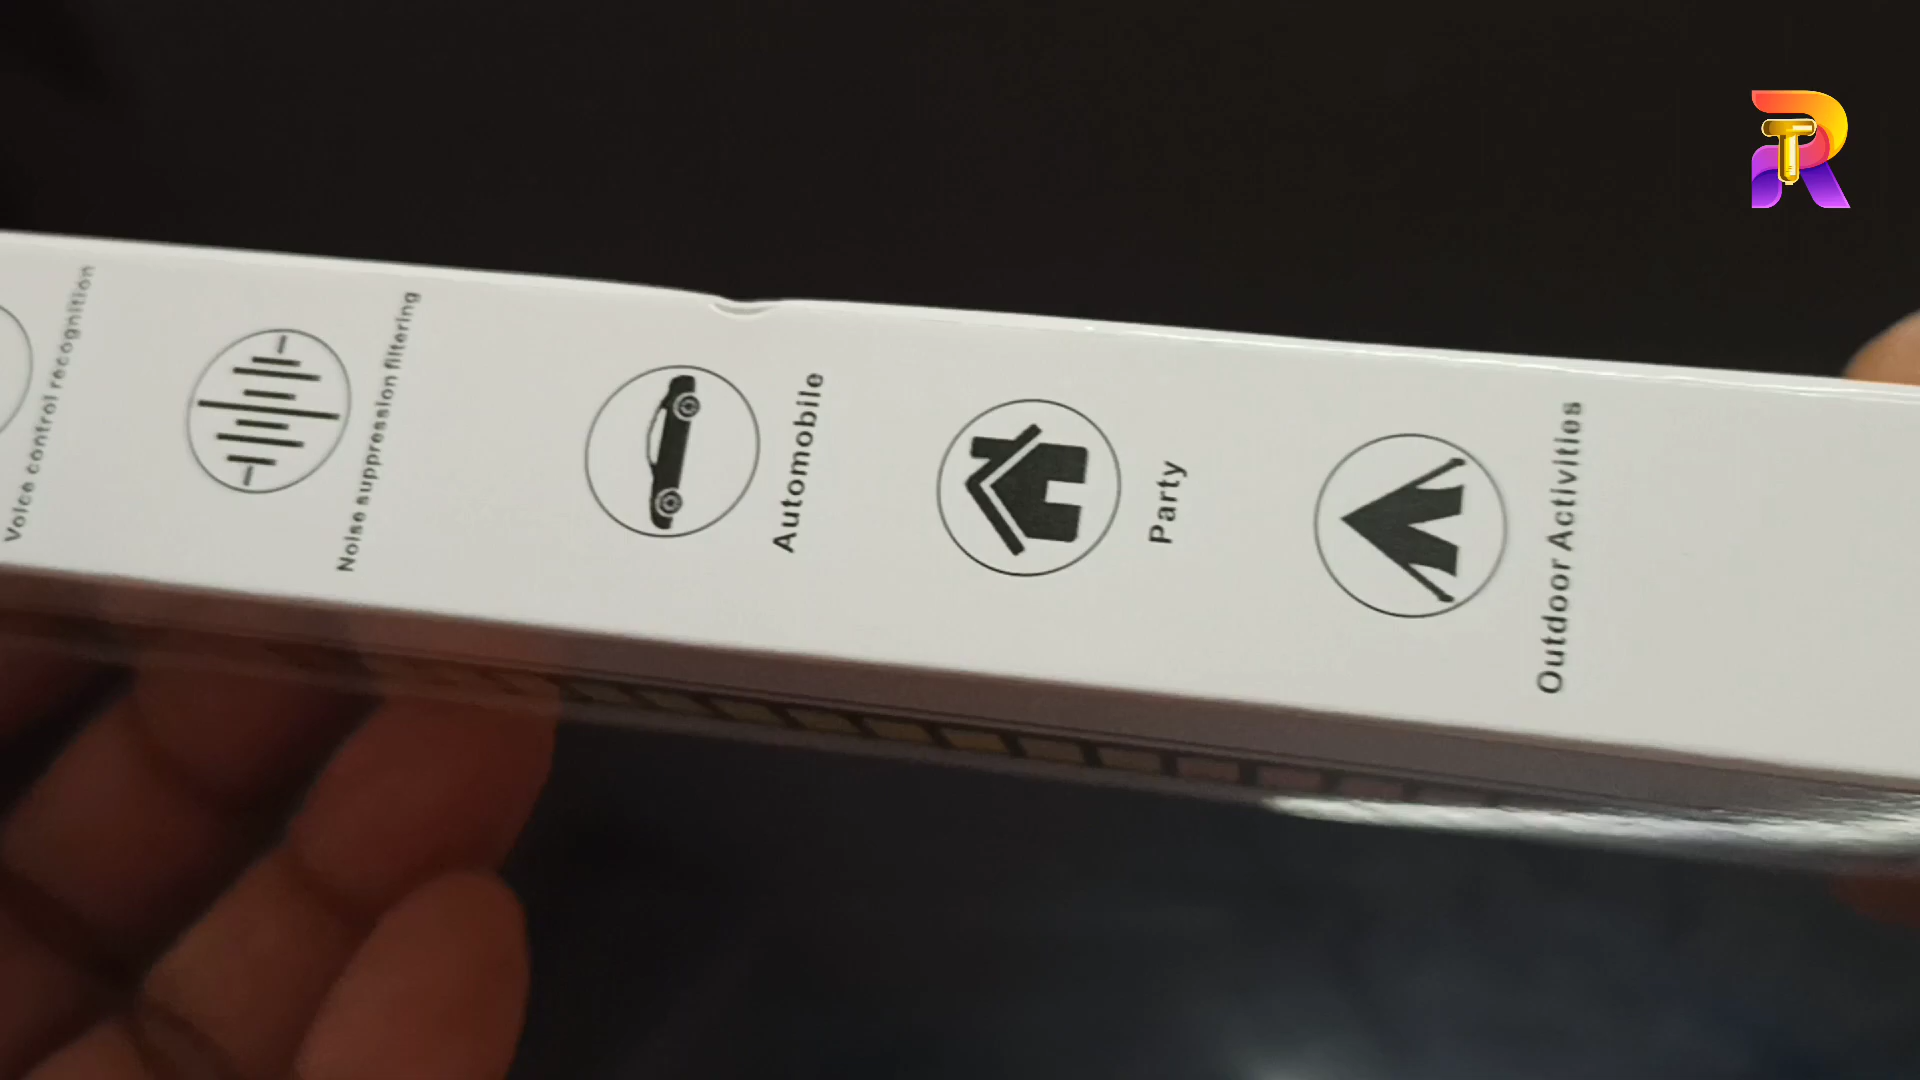 Voice control recognition
Noise suppression filtering
Automobile
Party
Outdoor Activities